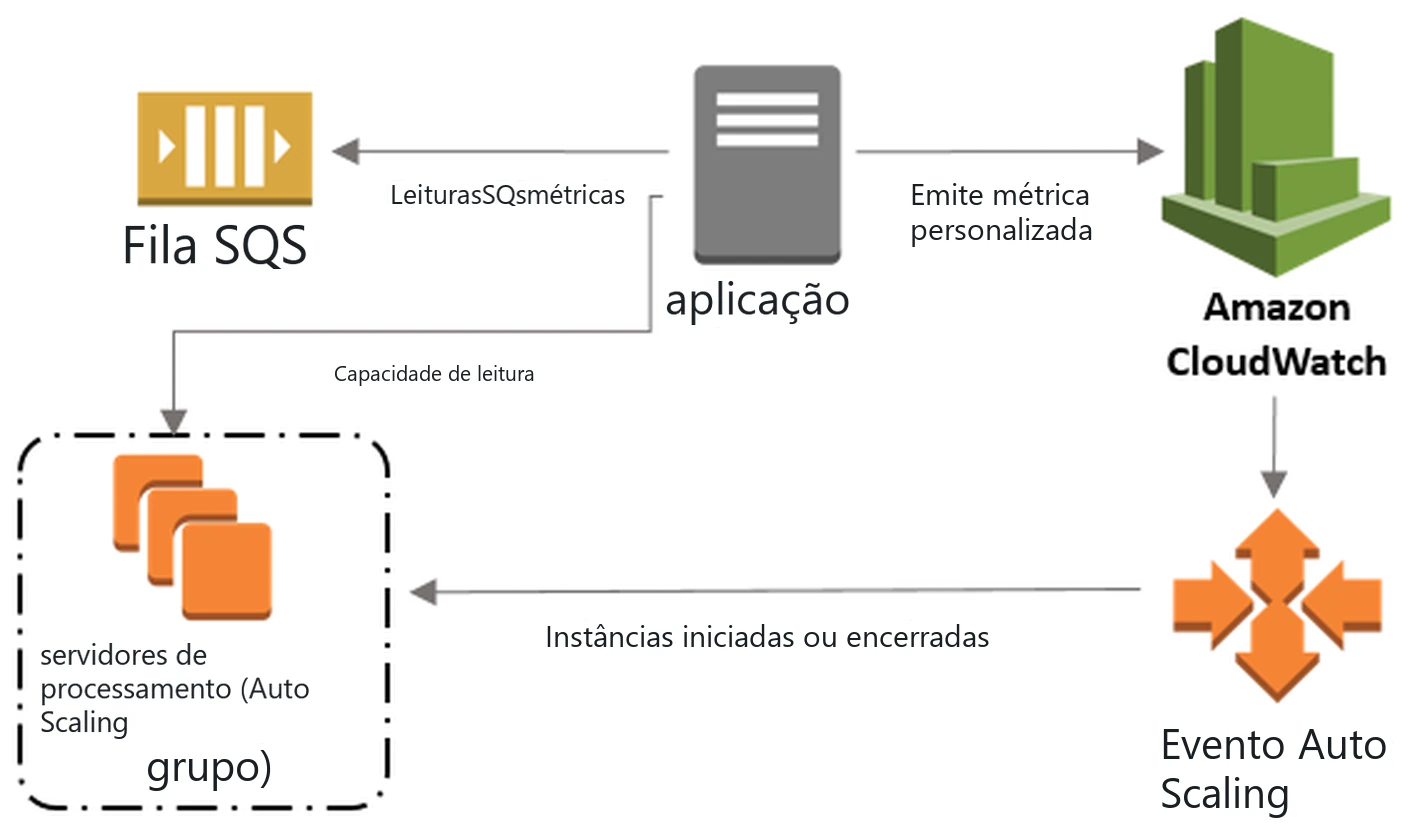 LeiturasSQsmétricas
Emite métrica
personalizada
Fila SQS
aplicação
Amazon
CloudWatch
Capacidade de leitura
Instâncias iniciadas ou encerradas
servidores de
processamento (Auto
Scaling
grupo)
Evento Auto
Scaling